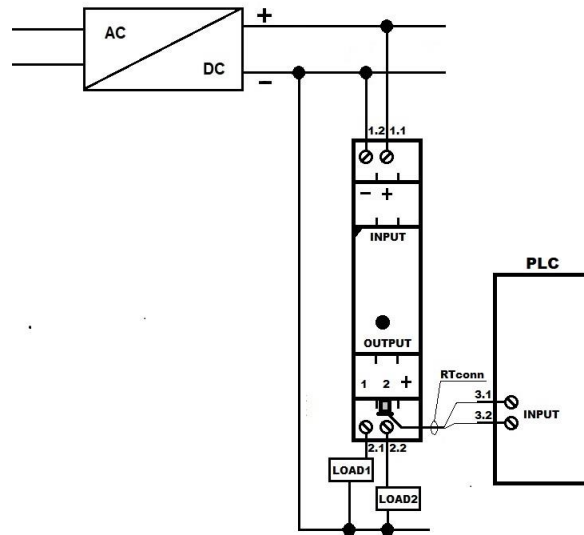 AC
+
DC
−
1.2 1.1
− +
INPUT
PLC
OUTPUT
RTconn
1 2 +
3.1
3.2
INPUT
2.1 2.2
LOAD1
LOAD2